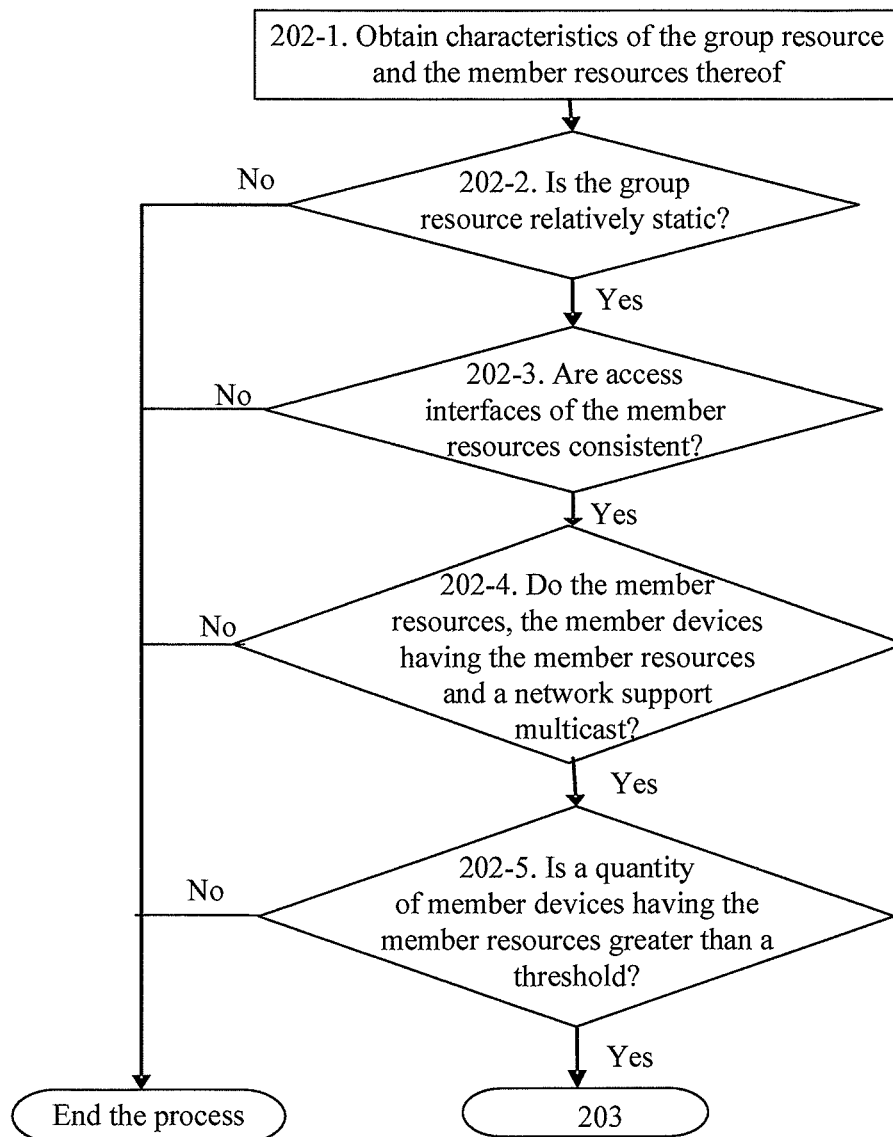 202-1. Obtain characteristics of the group resource
and the member resources thereof
No
202-2. Is the group
resource relatively static?
Yes
No
202-3. Are access
interfaces of the member
resources consistent?
Yes
No
202-4. Do the member
resources, the member devices
having the member resources
and a network support
multicast?
Yes
No
202-5. Is a quantity
of member devices having the
member resources greater than a
threshold?
Yes
End the process
203